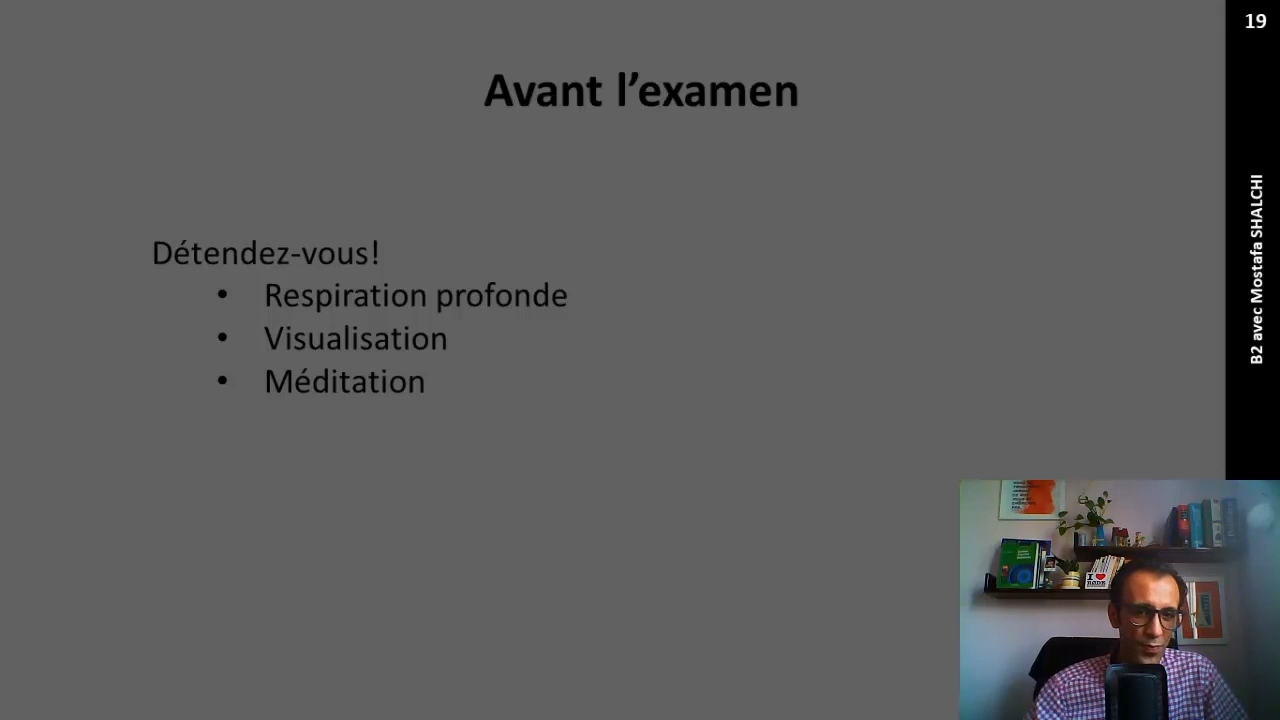 19
Avant l’examen
Détendez-vous!
• Respiration profonde
• Visualisation
• Méditation
B2 avec Mostafa SHALCHI
I ❤